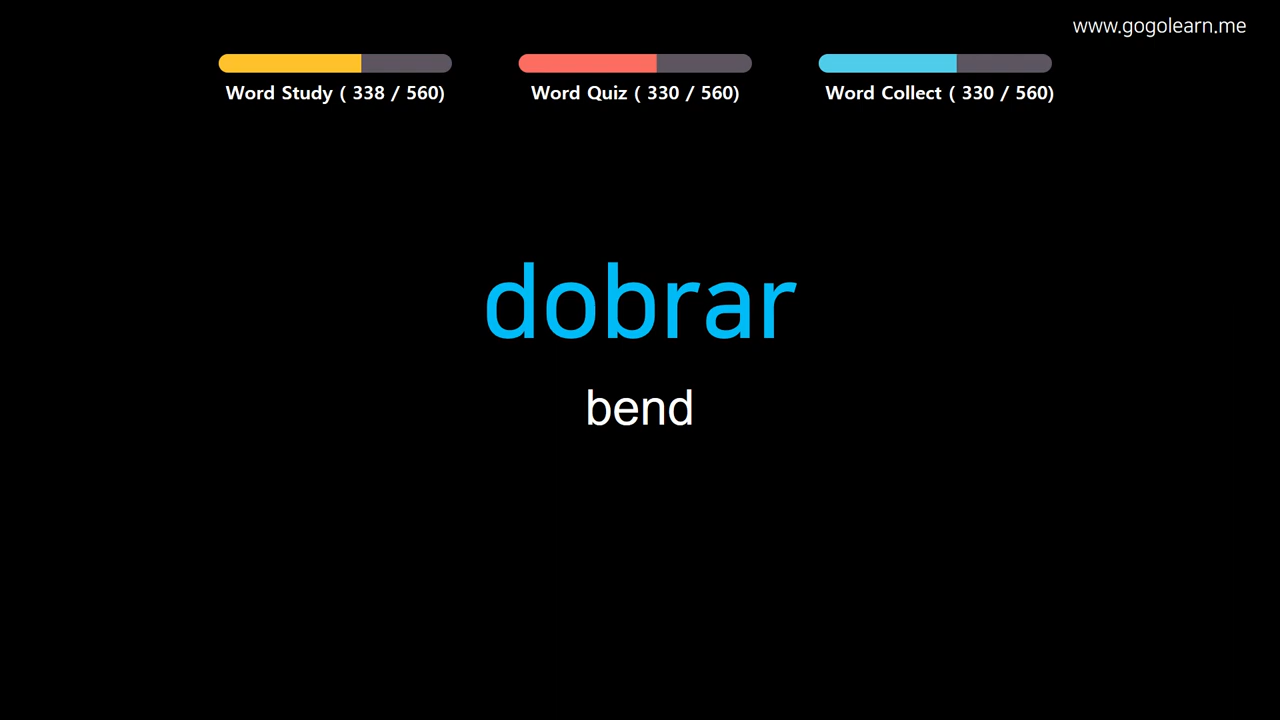 www.gogolearn.me
Word Study ( 338 / 560)
Word Quiz ( 330 / 560)
Word Collect ( 330 / 560)
dobrar
bend